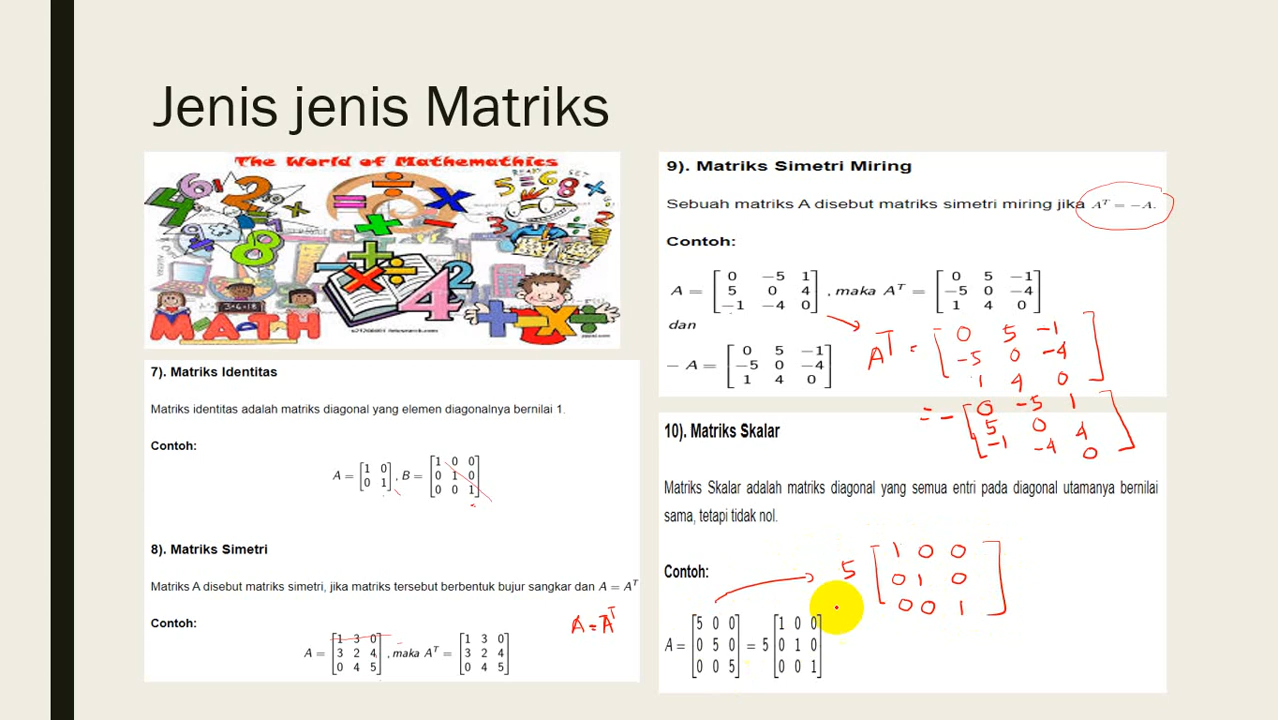 Jenis jenis Matriks
The World of Mathemathics
MATH
7). Matriks Identitas
Matriks identitas adalah matriks diagonal yang elemen diagonalnya bernilai 1.
Contoh:
A = [1 0
0 1], B = [1 0 0
0 1 0
0 0 1]
8). Matriks Simetri
Matriks A disebut matriks simetri, jika matriks tersebut berbentuk bujur sangkar dan A = Aᵀ
Contoh:
A = Aᵀ
A = [1 3 0
3 2 4
0 4 5], maka Aᵀ = [1 3 0
3 2 4
0 4 5]
9). Matriks Simetri Miring
Sebuah matriks A disebut matriks simetri miring jika Aᵀ = −A.
Contoh:
A = [0 −5 1
5 0 4
−1 −4 0], maka Aᵀ = [0 5 −1
−5 0 −4
1 4 0]
dan
− A = [0 5 −1
−5 0 −4
1 4 0]
Aᵀ = [0 5 −1
−5 0 −4
1 4 0]
= − [0 −5 1
5 0 4
−1 −4 0]
10). Matriks Skalar
Matriks Skalar adalah matriks diagonal yang semua entri pada diagonal utamanya bernilai
sama, tetapi tidak nol.
Contoh:
5 [1 0 0
0 1 0
0 0 1]
A = [5 0 0
0 5 0
0 0 5] = 5 [1 0 0
0 1 0
0 0 1]